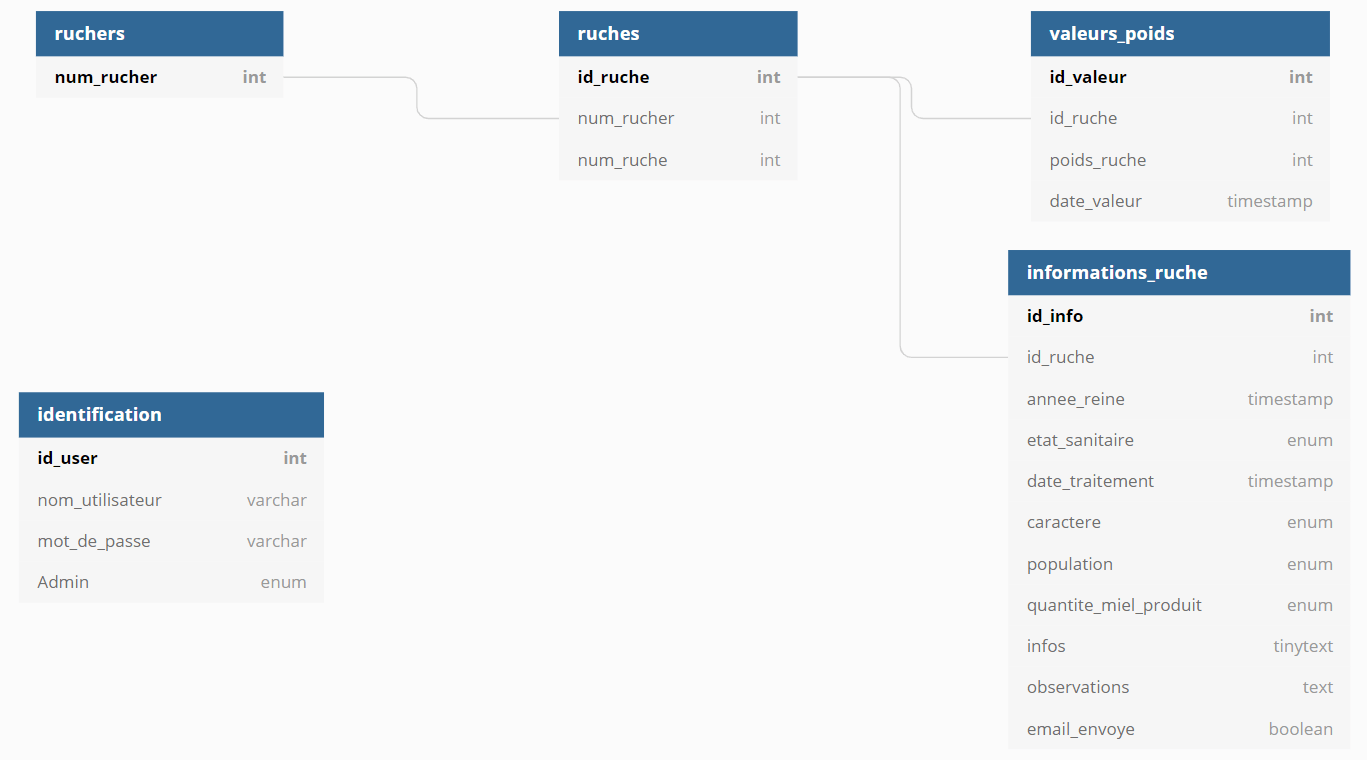 ruchers
num_rucher int
ruches
id_ruche int
num_rucher int
num_ruche int
valeurs_poids
id_valeur int
id_ruche int
poids_ruche int
date_valeur timestamp
informations_ruche
id_info int
id_ruche int
annee_reine timestamp
etat_sanitaire enum
date_traitement timestamp
caractere enum
population enum
quantite_miel_produit enum
infos tinytext
observations text
email_envoye boolean
identification
id_user int
nom_utilisateur varchar
mot_de_passe varchar
Admin enum